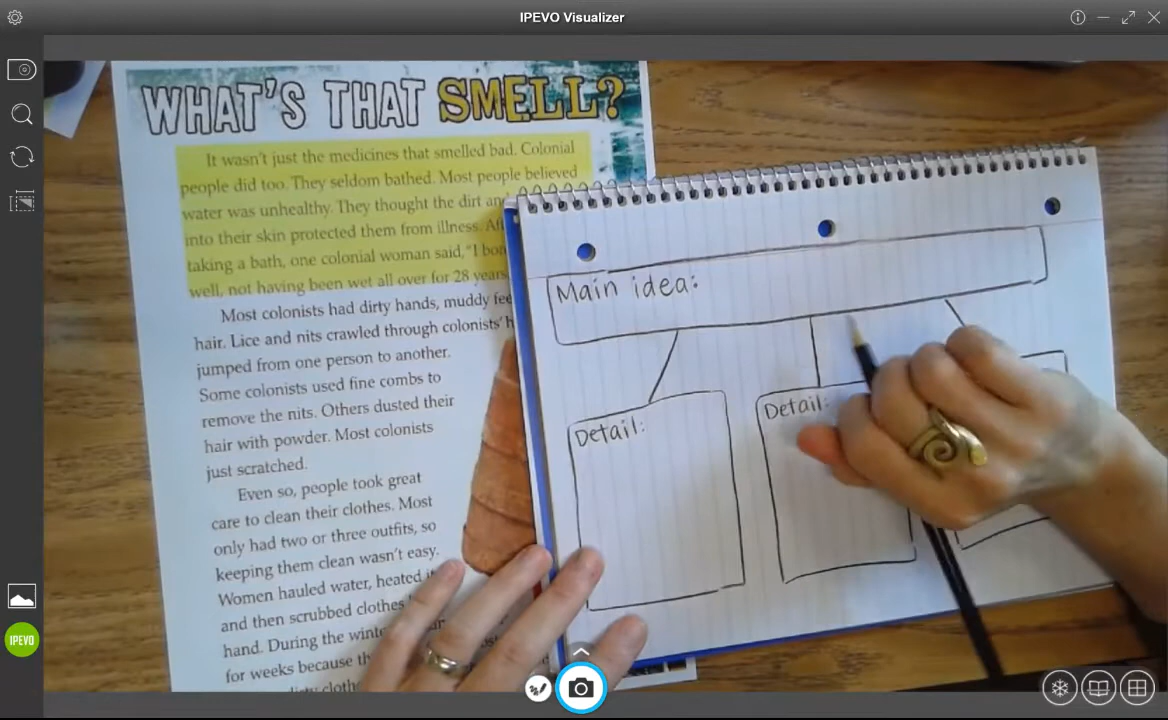 IPEVO Visualizer
WHAT'S THAT SMELL?
It wasn't just the medicines that smelled bad. Colonial
people did too. They seldom bathed. Most people believed
water was unhealthy. They thought the dirt
into their skin protected them from illness.
taking a bath, one colonial woman said, "I
well, not having been wet all over for 28 years
Most colonists had dirty hands, muddy
hair. Lice and nits crawled through colonists'
jumped from one person to another.
Some colonists used fine combs to
remove the nits. Others dusted their
hair with powder. Most colonists
just scratched.
Even so, people took great
care to clean their clothes. Most
only had two or three outfits, so
keeping them clean wasn't easy.
Women hauled water, heated
and then scrubbed clothes
hand. During the
for weeks because
Main idea:
Detail:
Detail:
IPEVO